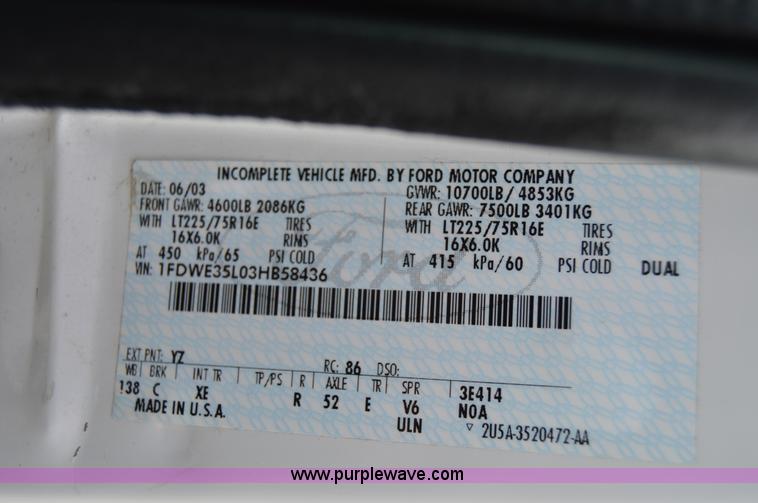 INCOMPLETE VEHICLE MFD. BY FORD MOTOR COMPANY
DATE: 06/03 GVWR: 10700LB/ 4853KG
FRONT GAWR: 4600LB 2086KG REAR GAWR: 7500LB 3401KG
WITH LT225/75R16E TIRES WITH LT225/75R16E TIRES
16X6.0K RIMS 16X6.0K RIMS
AT 450 kPa/65 PSI COLD AT 415 kPa/60 PSI COLD DUAL
VIN: 1FDWE35L03HB58436
Ford
EXT PNT: YZ RC: 86 DSO:
WB BRK INT TR TP/PS R AXLE TR SPR 3E414
138 C XE R 52 E V6 NOA
MADE IN U.S.A. ULN ▽ 2U5A-3520472-AA
www.purplewave.com